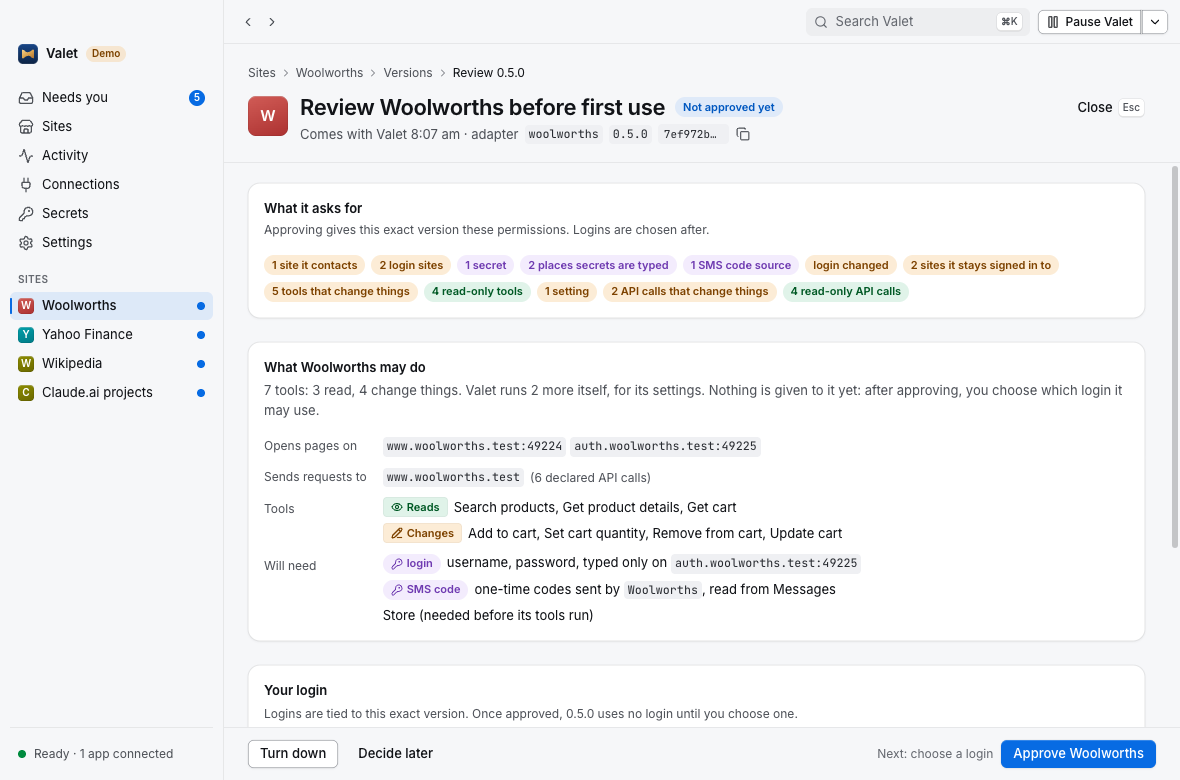 Search Valet
⌘K
Pause Valet
Valet
Demo
Needs you
5
Sites
Activity
Connections
Secrets
Settings
SITES
W Woolworths
Y Yahoo Finance
W Wikipedia
C Claude.ai projects
Ready · 1 app connected
Sites
Woolworths
Versions
Review 0.5.0
W
Review Woolworths before first use
Not approved yet
Close Esc
Comes with Valet 8:07 am · adapter woolworths 0.5.0 7ef972b…
What it asks for
Approving gives this exact version these permissions. Logins are chosen after.
1 site it contacts 2 login sites 1 secret 2 places secrets are typed 1 SMS code source login changed 2 sites it stays signed in to
5 tools that change things 4 read-only tools 1 setting 2 API calls that change things 4 read-only API calls
What Woolworths may do
7 tools: 3 read, 4 change things. Valet runs 2 more itself, for its settings. Nothing is given to it yet: after approving, you choose which login it
may use.
Opens pages on www.woolworths.test:49224 auth.woolworths.test:49225
Sends requests to www.woolworths.test (6 declared API calls)
Tools Reads Search products, Get product details, Get cart
Changes Add to cart, Set cart quantity, Remove from cart, Update cart
Will need login username, password, typed only on auth.woolworths.test:49225
SMS code one-time codes sent by Woolworths, read from Messages
Store (needed before its tools run)
Your login
Logins are tied to this exact version. Once approved, 0.5.0 uses no login until you choose one.
Turn down
Decide later
Next: choose a login
Approve Woolworths